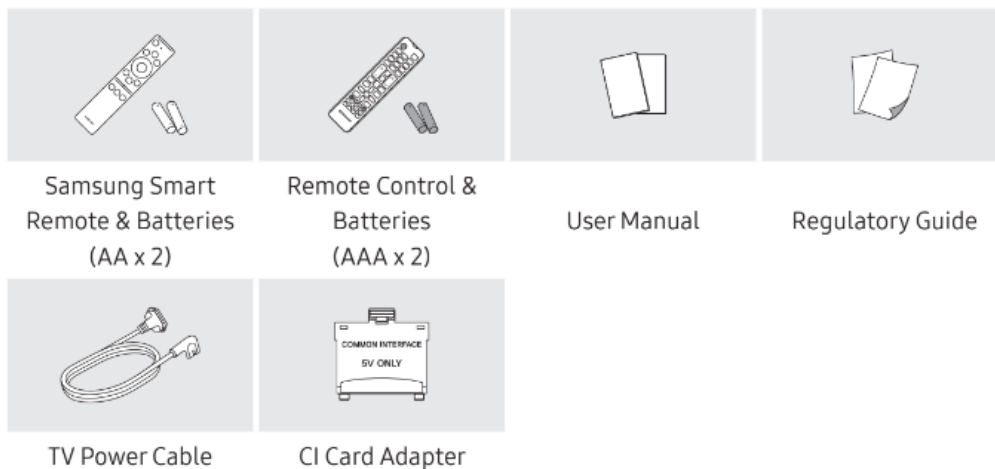 Samsung Smart
Remote & Batteries
(AA x 2)
Remote Control &
Batteries
(AAA x 2)
User Manual
Regulatory Guide
COMMON INTERFACE
5V ONLY
TV Power Cable
CI Card Adapter